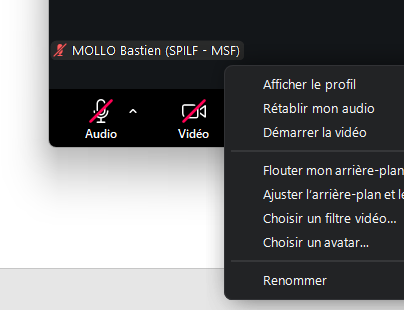 MOLLO Bastien (SPILF - MSF)
Audio
Vidéo
Afficher le profil
Rétablir mon audio
Démarrer la vidéo
Flouter mon arrière-plan
Ajuster l'arrière-plan et le
Choisir un filtre vidéo...
Choisir un avatar...
Renommer